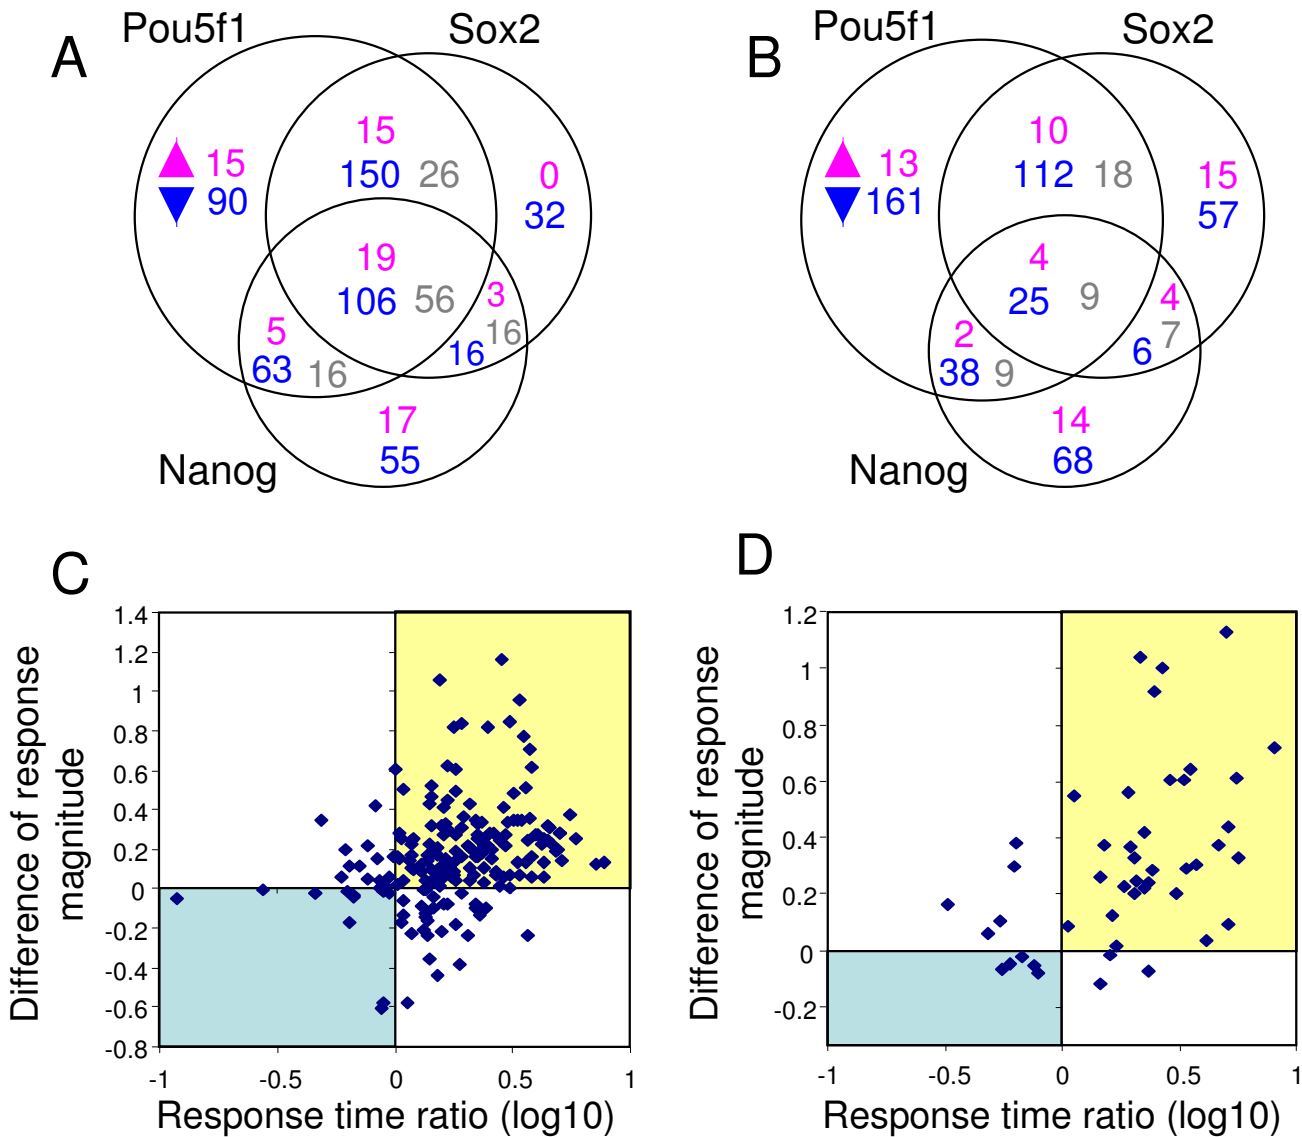 A
Pou5f1
Sox2
15
90
15
150 26
0
32
19
106 56
3
16
16
5
63 16
17
55
Nanog
B
Pou5f1
Sox2
13
161
10
112 18
15
57
4
25 9
4
7
6
2
38 9
14
68
Nanog
C
Difference of response
magnitude
1.4
1.2
1
0.8
0.6
0.4
0.2
0
-0.2
-0.4
-0.6
-0.8
-1 -0.5 0 0.5 1
Response time ratio (log10)
D
Difference of response
magnitude
1.2
1
0.8
0.6
0.4
0.2
0
-0.2
-1 -0.5 0 0.5 1
Response time ratio (log10)